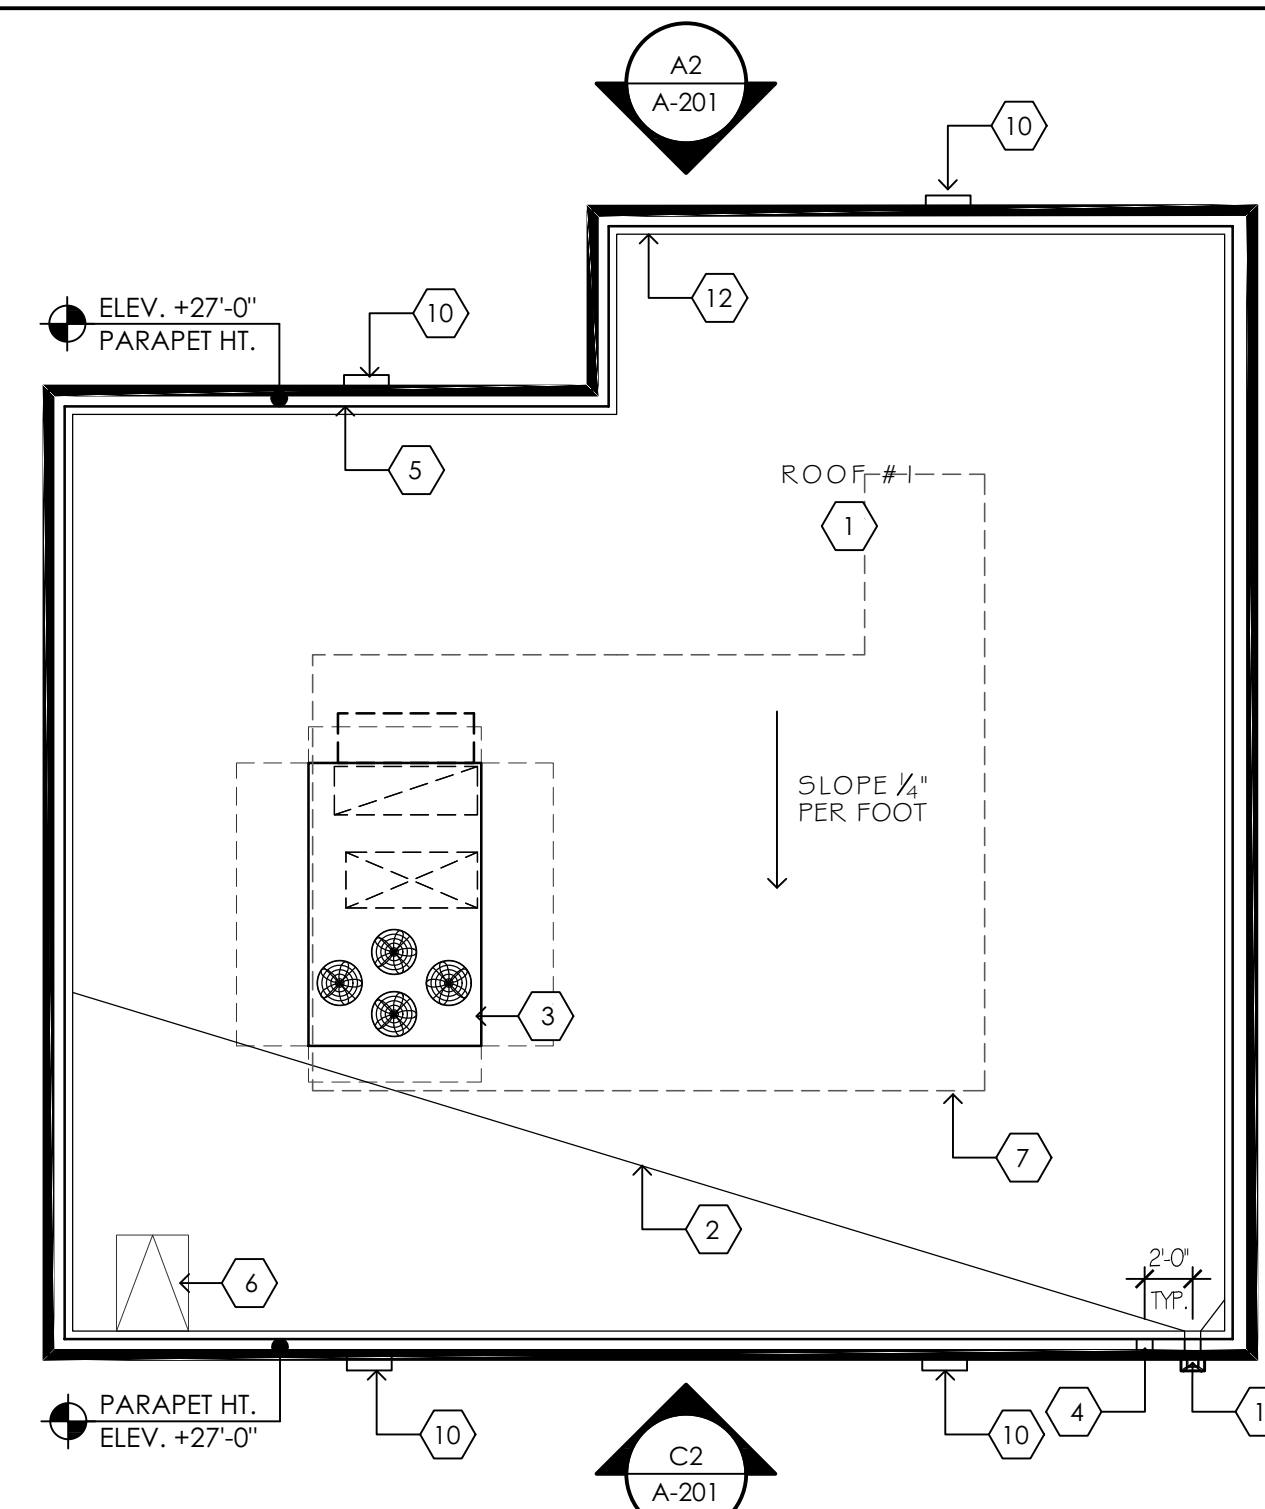 A2
A-201
10
12
ELEV. +27'-0"
PARAPET HT.
10
5
ROOF #1
1
SLOPE 1/4"
PER FOOT
3
7
2
6
2'-0"
TYP.
PARAPET HT.
ELEV. +27'-0"
10
C2
A-201
10
4